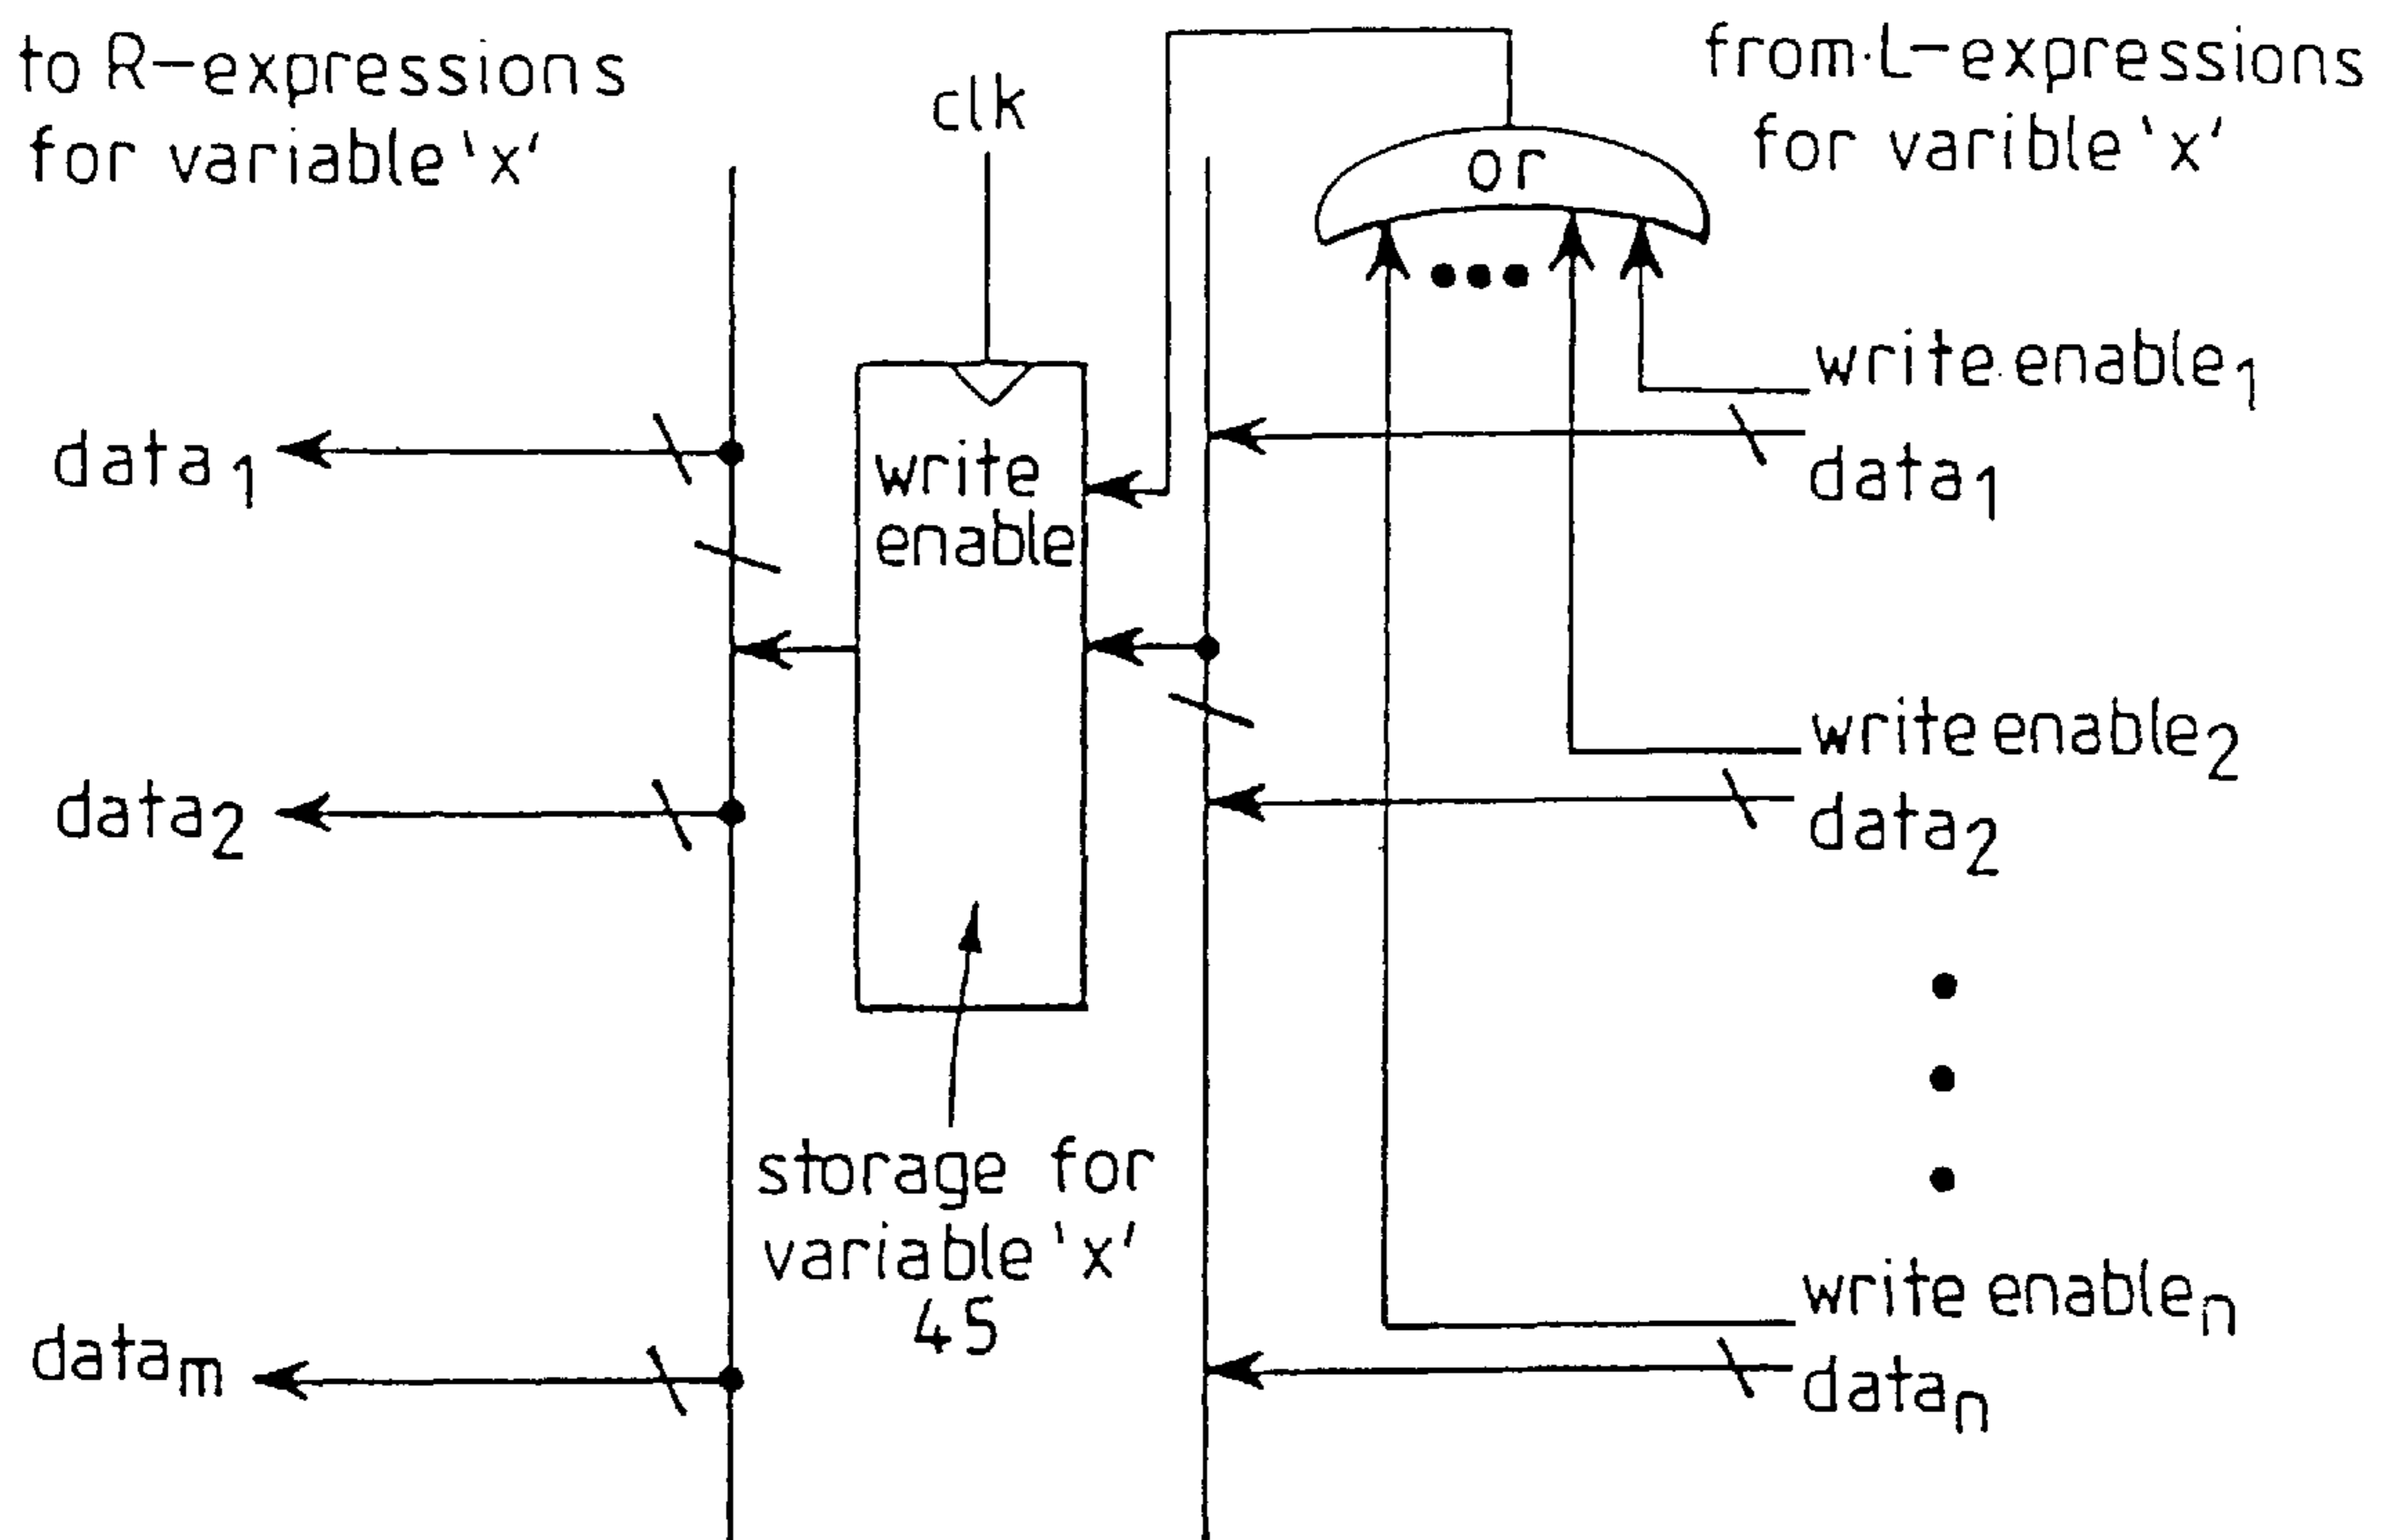 to R-expressions
for variable 'x'
clk
from L-expressions
for varible 'x'
or
write enable1
data1
data1
write
enable
write enable2
data2
data2
storage for
variable 'x'
45
write enablen
datam
datan